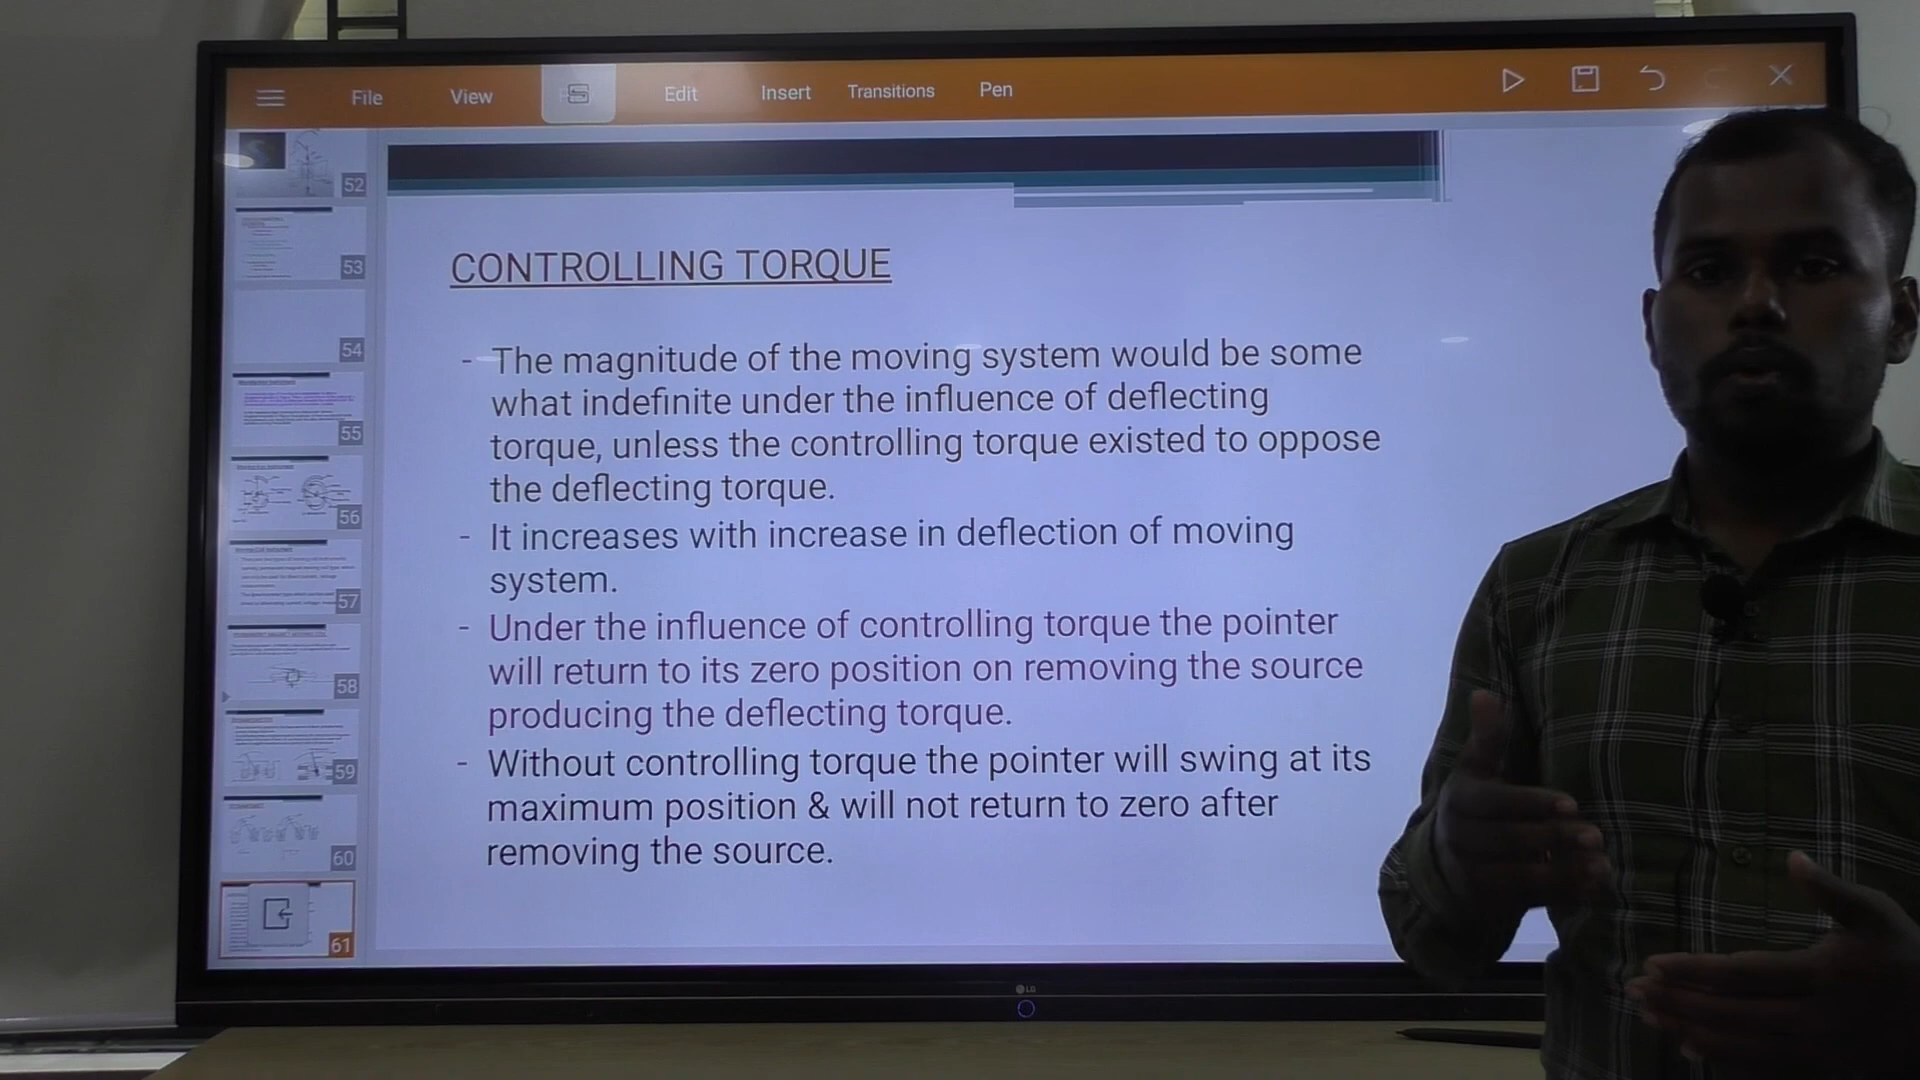 File View Edit Insert Transitions Pen
52
53
54
55
56
57
58
59
60
61
CONTROLLING TORQUE
- The magnitude of the moving system would be some
what indefinite under the influence of deflecting
torque, unless the controlling torque existed to oppose
the deflecting torque.
- It increases with increase in deflection of moving
system.
- Under the influence of controlling torque the pointer
will return to its zero position on removing the source
producing the deflecting torque.
- Without controlling torque the pointer will swing at its
maximum position & will not return to zero after
removing the source.
LG